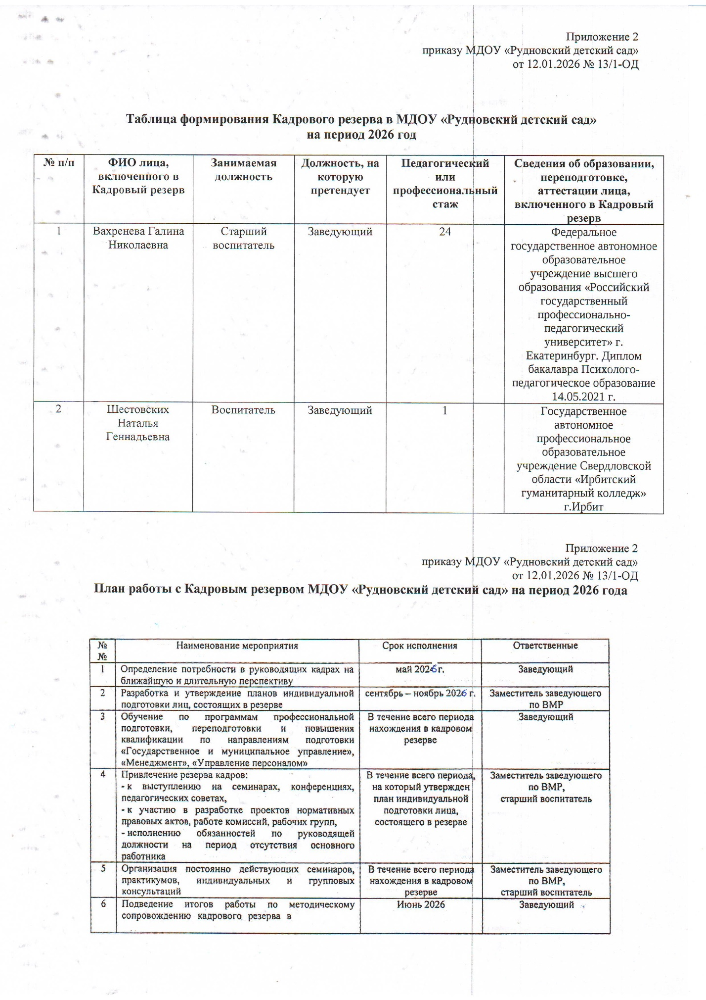 Приложение 2
приказу МДОУ «Рудновский детский сад»
от 12.01.2026 № 13/1-ОД
Таблица формирования Кадрового резерва в МДОУ «Рудновский детский сад»
на период 2026 год
№ п/п
ФИО лица,
включенного в
Кадровый резерв
Занимаемая
должность
Должность, на
которую
претендует
Педагогический
или
профессиональный
стаж
Сведения об образовании,
переподготовке,
аттестации лица,
включенного в Кадровый
резерв
1
Вахренева Галина
Николаевна
Старший
воспитатель
Заведующий
24
Федеральное
государственное автономное
образовательное
учреждение высшего
образования «Российский
государственный
профессионально-
педагогический
университет» г.
Екатеринбург. Диплом
бакалавра Психолого-
педагогическое образование
14.05.2021 г.
2
Шестовских
Наталья
Геннадьевна
Воспитатель
Заведующий
1
Государственное
автономное
профессиональное
образовательное
учреждение Свердловской
области «Ирбитский
гуманитарный колледж»
г.Ирбит
Приложение 2
приказу МДОУ «Рудновский детский сад»
от 12.01.2026 № 13/1-ОД
План работы с Кадровым резервом МДОУ «Рудновский детский сад» на период 2026 года
№
№
Наименование мероприятия
Срок исполнения
Ответственные
1
Определение потребности в руководящих кадрах на
ближайшую и длительную перспективу
май 2026 г.
Заведующий
2
Разработка и утверждение планов индивидуальной
подготовки лиц, состоящих в резерве
сентябрь – ноябрь 2026 г.
Заместитель заведующего
по ВМР
3
Обучение по программам профессиональной
подготовки, переподготовки и повышения
квалификации по направлениям подготовки
«Государственное и муниципальное управление»,
«Менеджмент», «Управление персоналом»
В течение всего периода
нахождения в кадровом
резерве
Заведующий
4
Привлечение резерва кадров:
- к выступлению на семинарах, конференциях,
педагогических советах,
- к участию в разработке проектов нормативных
правовых актов, работе комиссий, рабочих групп,
- исполнению обязанностей по руководящей
должности на период отсутствия основного
работника
В течение всего периода,
на который утвержден
план индивидуальной
подготовки лица,
состоящего в резерве
Заместитель заведующего
по ВМР,
старший воспитатель
5
Организация постоянно действующих семинаров,
практикумов, индивидуальных и групповых
консультаций
В течение всего периода
нахождения в кадровом
резерве
Заместитель заведующего
по ВМР,
старший воспитатель
6
Подведение итогов работы по методическому
сопровождению кадрового резерва в
Июнь 2026
Заведующий